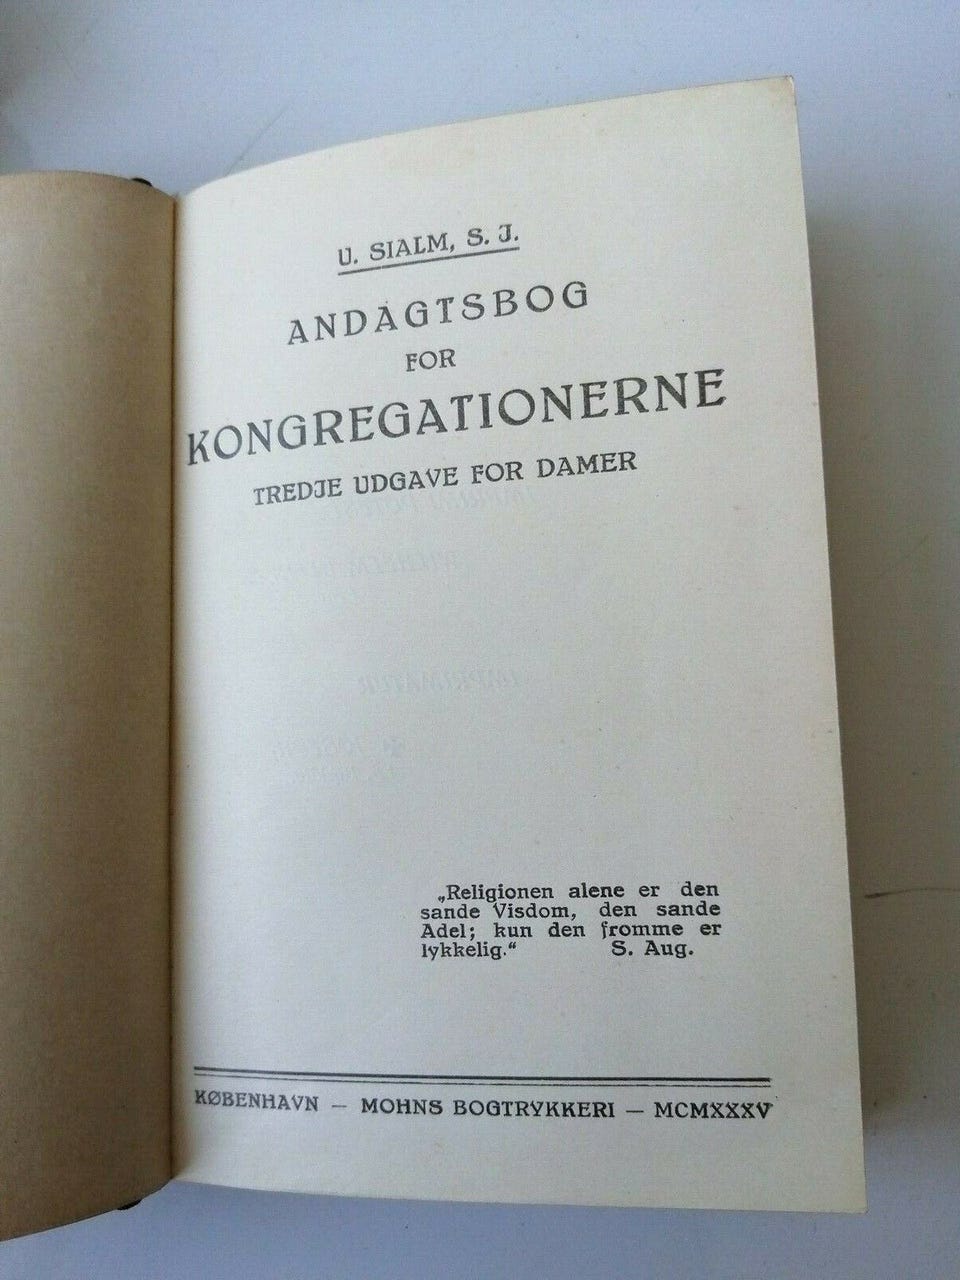 U. SIALM, S. J.
ANDAGTSBOG
FOR
KONGREGATIONERNE
TREDJE UDGAVE FOR DAMER
„Religionen alene er den
sande Visdom, den sande
Adel; kun den fromme er
lykkelig.“ S. Aug.
KØBENHAVN — MOHNS BOGTRYKKERI — MCMXXXV
IMPRIMATUR